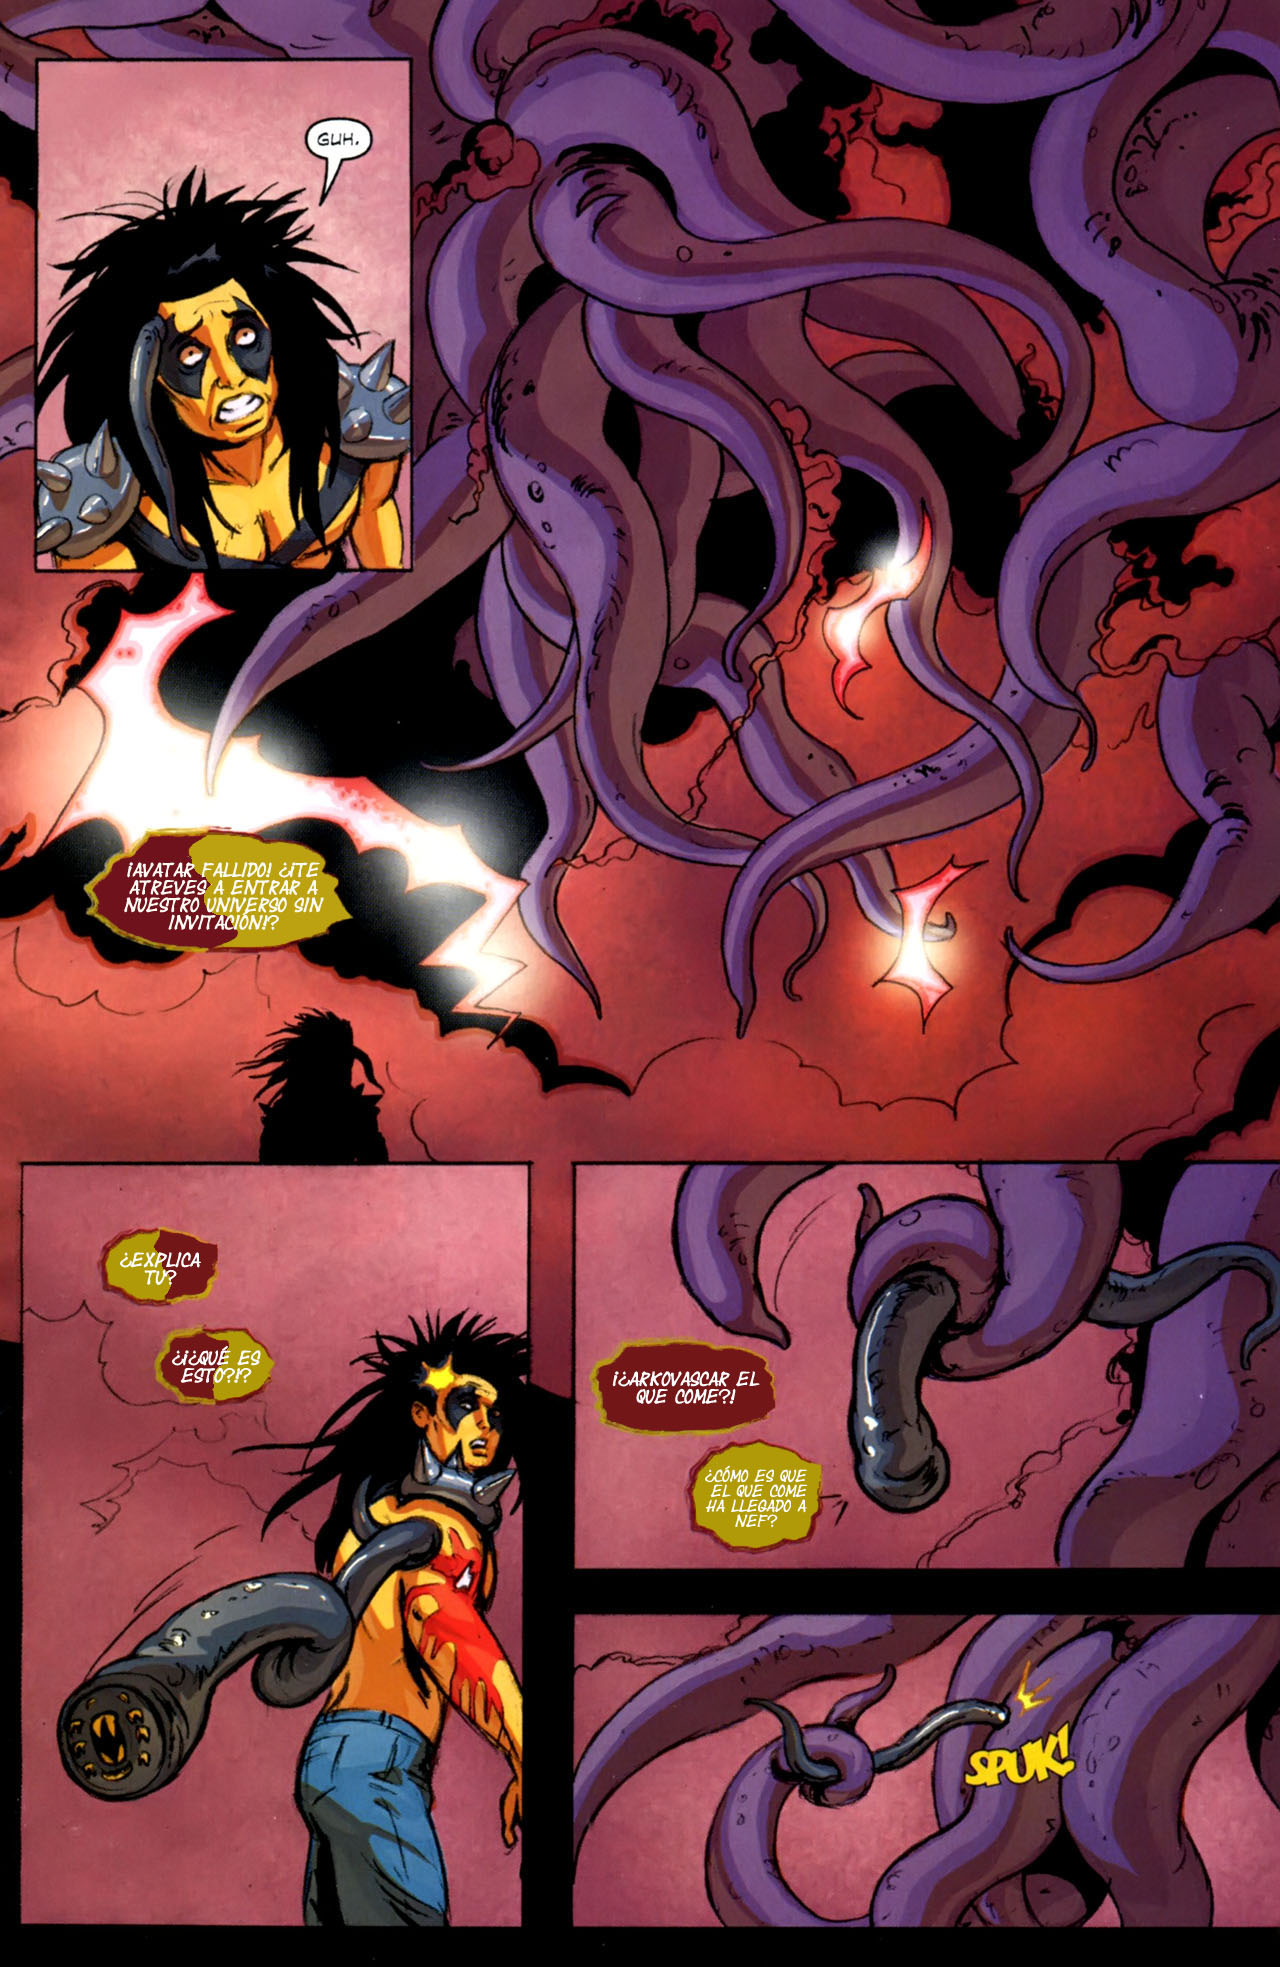 GUH.
¡AVATAR FALLIDO! ¿¡TE
ATREVES A ENTRAR A
NUESTRO UNIVERSO SIN
INVITACIÓN!?
¿EXPLICA
TU?
¿¡¿QUÉ ES
ESTO?!?
¡¿ARKOVASCAR EL
QUE COME?!
¿CÓMO ES QUE
EL QUE COME
HA LLEGADO A
NEF?
SPUK!